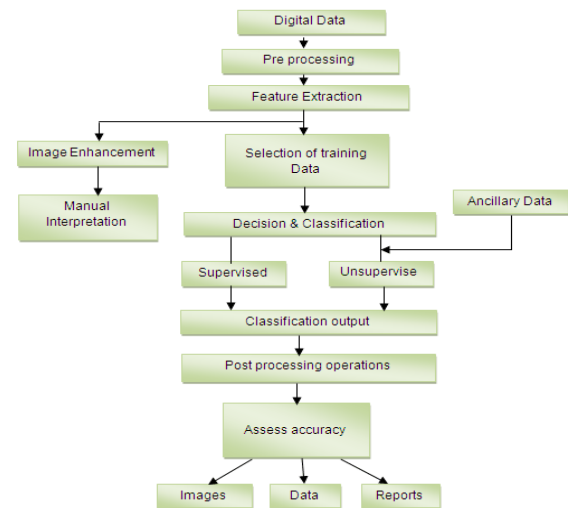 Digital Data
Pre processing
Feature Extraction
Image Enhancement
Selection of training
Data
Manual
Interpretation
Ancillary Data
Decision & Classification
Supervised
Unsupervise
Classification output
Post processing operations
Assess accuracy
Images
Data
Reports